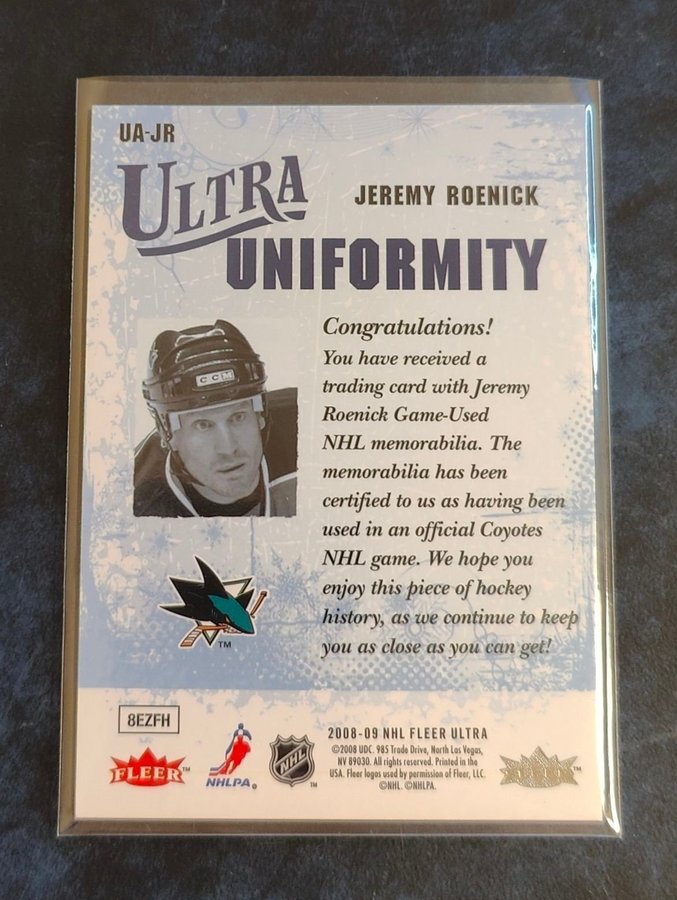 UA-JR
ULTRA
JEREMY ROENICK
UNIFORMITY
Congratulations!
You have received a
trading card with Jeremy
Roenick Game-Used
NHL memorabilia. The
memorabilia has been
certified to us as having been
used in an official Coyotes
NHL game. We hope you
enjoy this piece of hockey
history, as we continue to keep
you as close as you can get!
CCM
TM
8EZFH
FLEER™
NHLPA®
NHL™
2008-09 NHL FLEER ULTRA
©2008 UDC. 985 Trade Drive, North Las Vegas,
NV 89030. All rights reserved. Printed in the
USA. Fleer logos used by permission of Fleer, LLC.
©NHL. ©NHLPA.
FLEER™